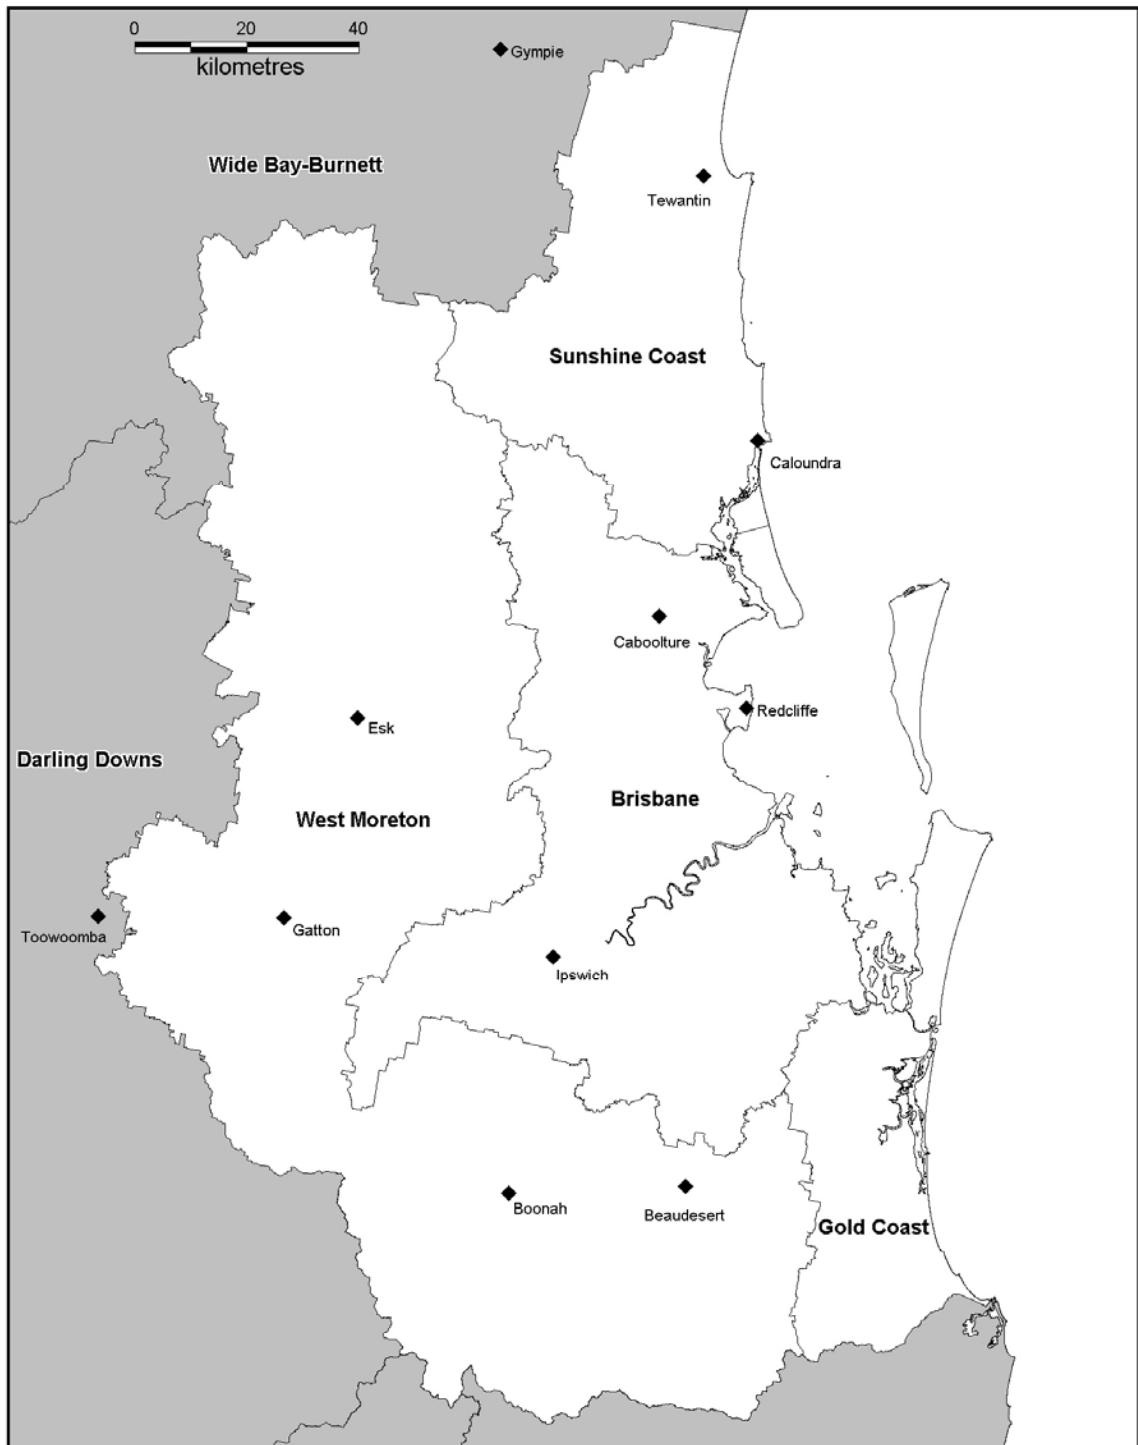 0 20 40
kilometres
Gympie
Wide Bay-Burnett
Tewantin
Sunshine Coast
Caloundra
Caboolture
Redcliffe
Esk
Darling Downs
Brisbane
West Moreton
Gatton
Toowoomba
Ipswich
Boonah
Beaudesert
Gold Coast